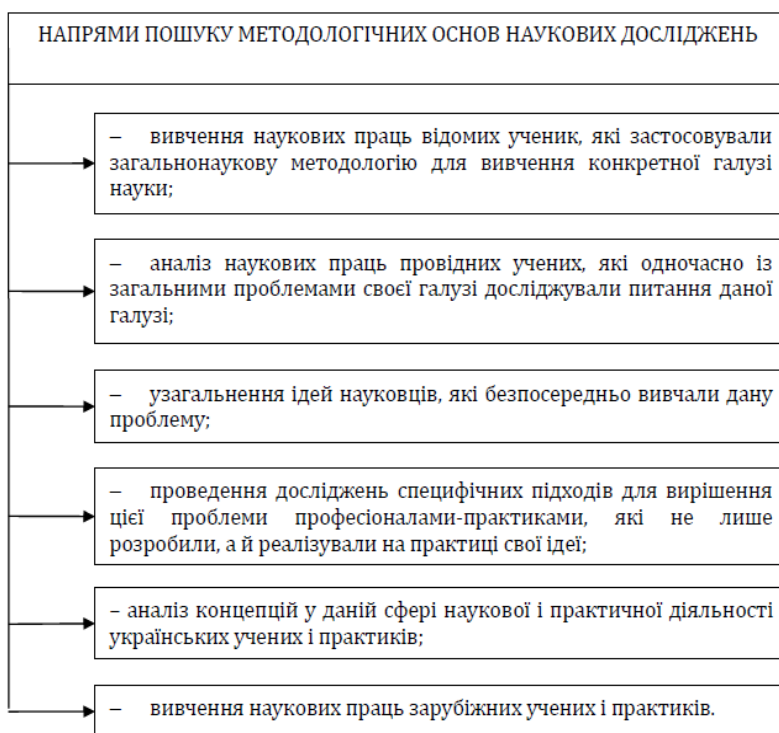 НАПРЯМИ ПОШУКУ МЕТОДОЛОГІЧНИХ ОСНОВ НАУКОВИХ ДОСЛІДЖЕНЬ
– вивчення наукових праць відомих ученик, які застосовували
загальнонаукову методологію для вивчення конкретної галузі
науки;
– аналіз наукових праць провідних учених, які одночасно із
загальними проблемами своєї галузі досліджували питання даної
галузі;
– узагальнення ідей науковців, які безпосередньо вивчали дану
проблему;
– проведення досліджень специфічних підходів для вирішення
цієї проблеми професіоналами-практиками, які не лише
розробили, а й реалізували на практиці свої ідеї;
– аналіз концепцій у даній сфері наукової і практичної діяльності
українських учених і практиків;
– вивчення наукових праць зарубіжних учених і практиків.